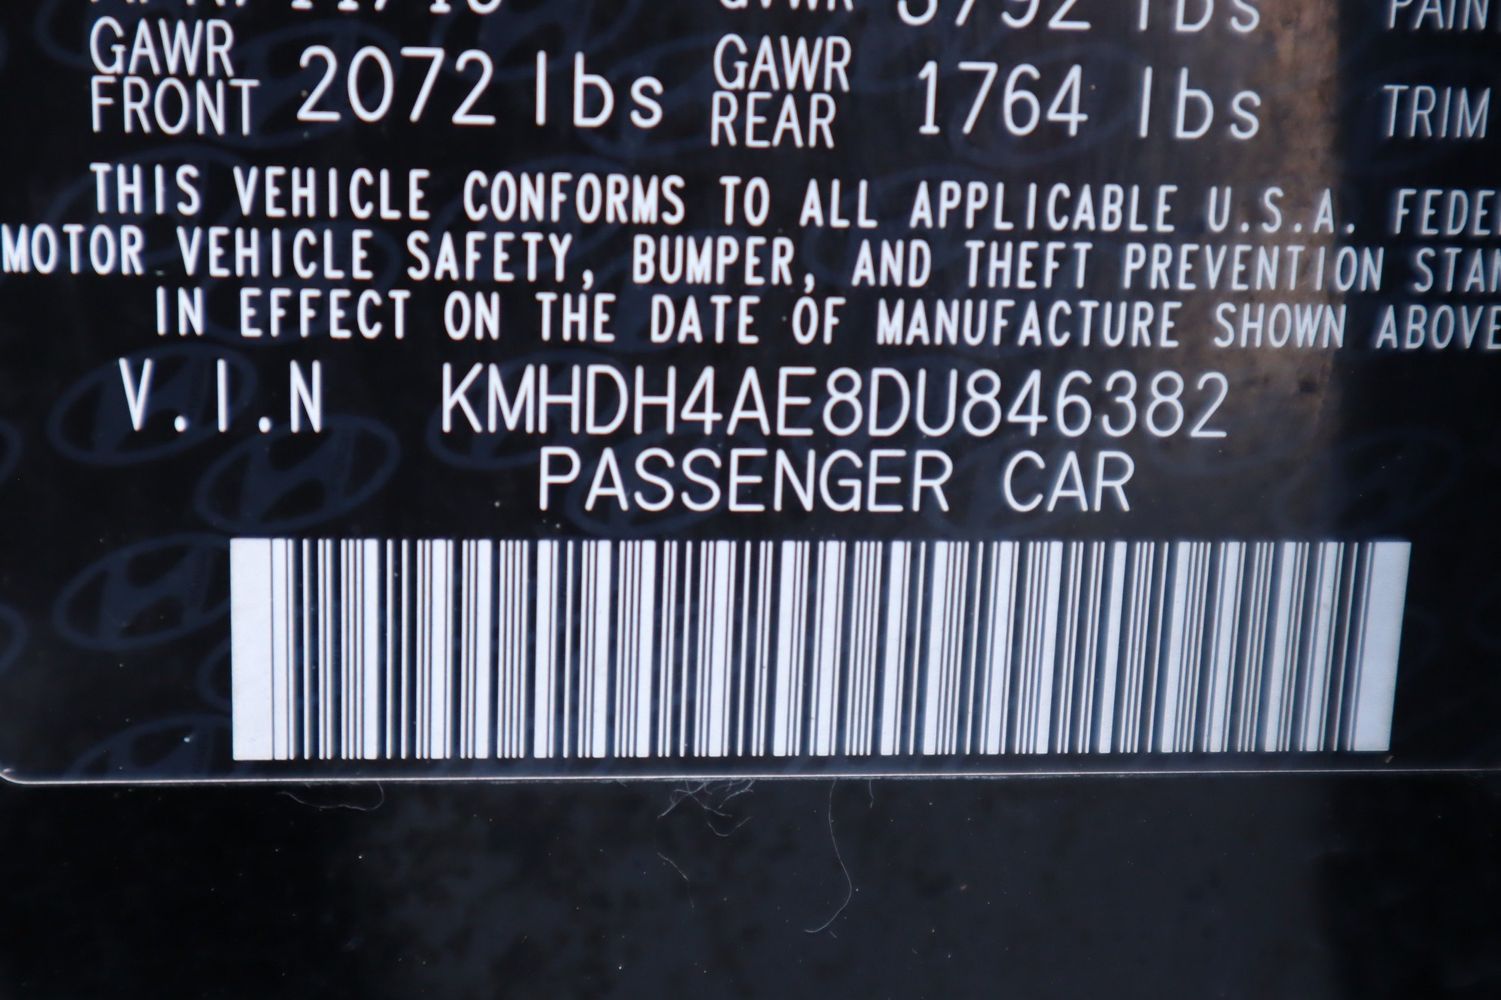 GAWR FRONT 2072 lbs GAWR REAR 1764 lbs TRIM
THIS VEHICLE CONFORMS TO ALL APPLICABLE U.S.A.
MOTOR VEHICLE SAFETY, BUMPER, AND THEFT PREVENTION
IN EFFECT ON THE DATE OF MANUFACTURE SHOWN ABOVE
V.I.N KMHDH4AE8DU846382
PASSENGER CAR